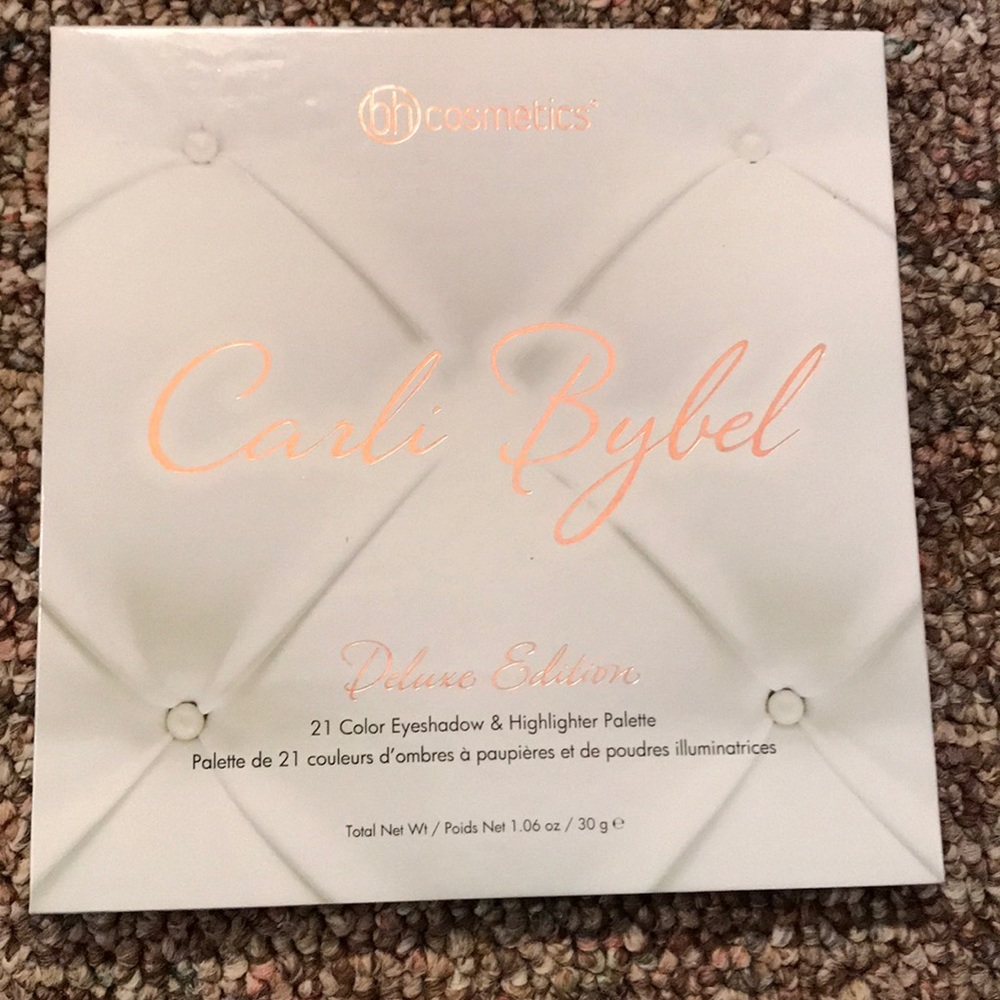 bh cosmetics
Carli Bybel
Deluxe Edition
21 Color Eyeshadow & Highlighter Palette
Palette de 21 couleurs d'ombres à paupières et de poudres illuminatrices
Total Net Wt / Poids Net 1.06 oz / 30 g ℮